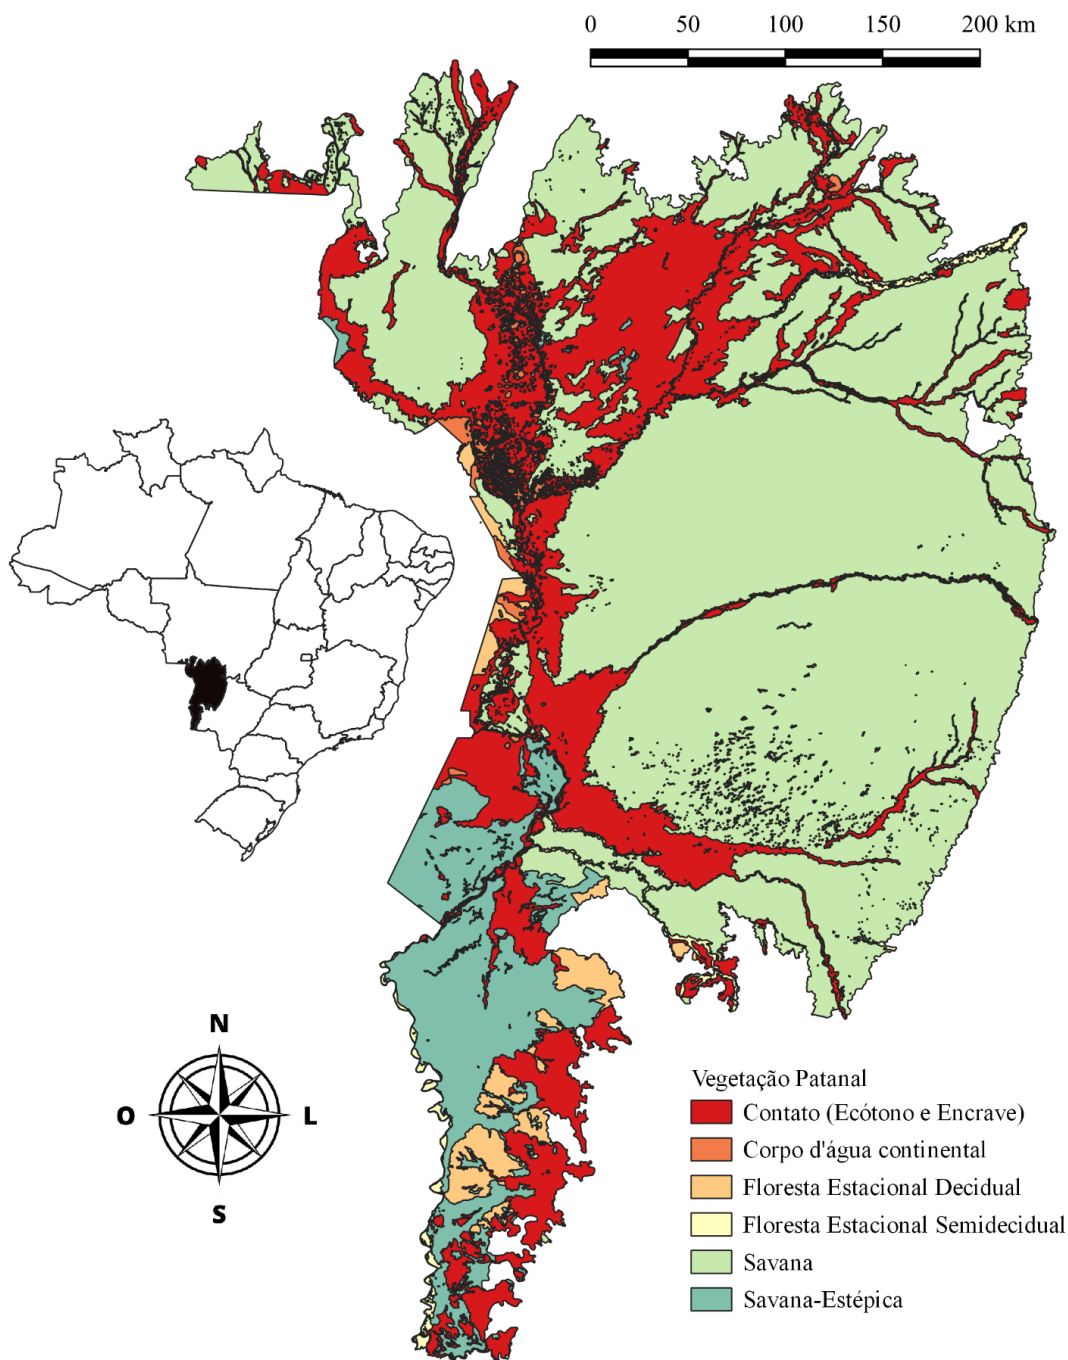 0 50 100 150 200 km
N
O L
S
Vegetação Patanal
Contato (Ecótono e Encrave)
Corpo d'água continental
Floresta Estacional Decidual
Floresta Estacional Semidecidual
Savana
Savana-Estépica